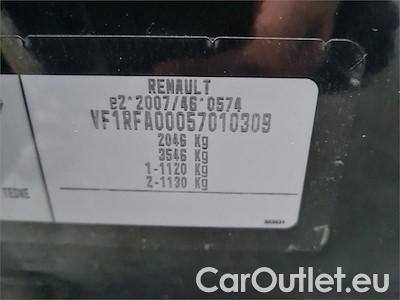 RENAULT
e2*2007/46*0574
VF1RFA00057010309
2046 Kg
3546 Kg
1-1120 Kg
2-1130 Kg
CarOutlet.eu